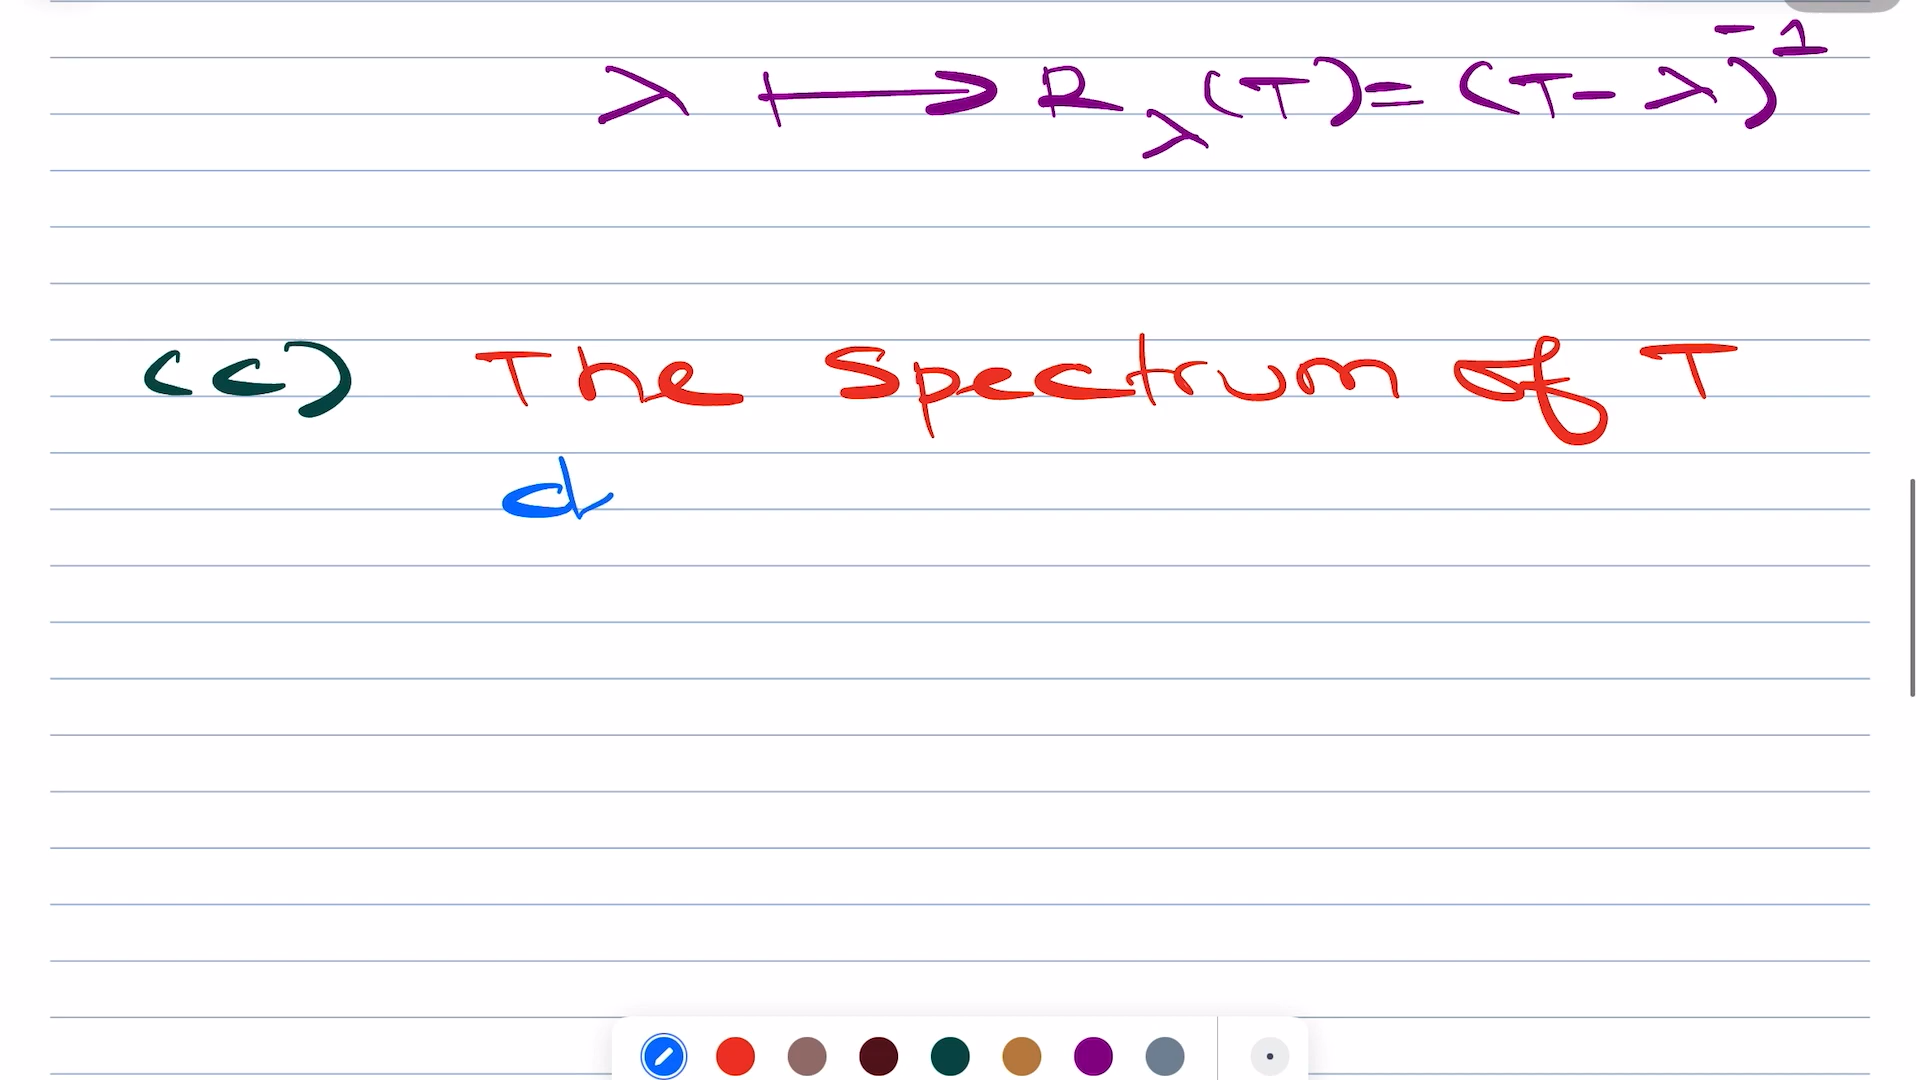 λ ⟼ R_λ(T) = (T - λ)^-1
(c) The Spectrum of T
d